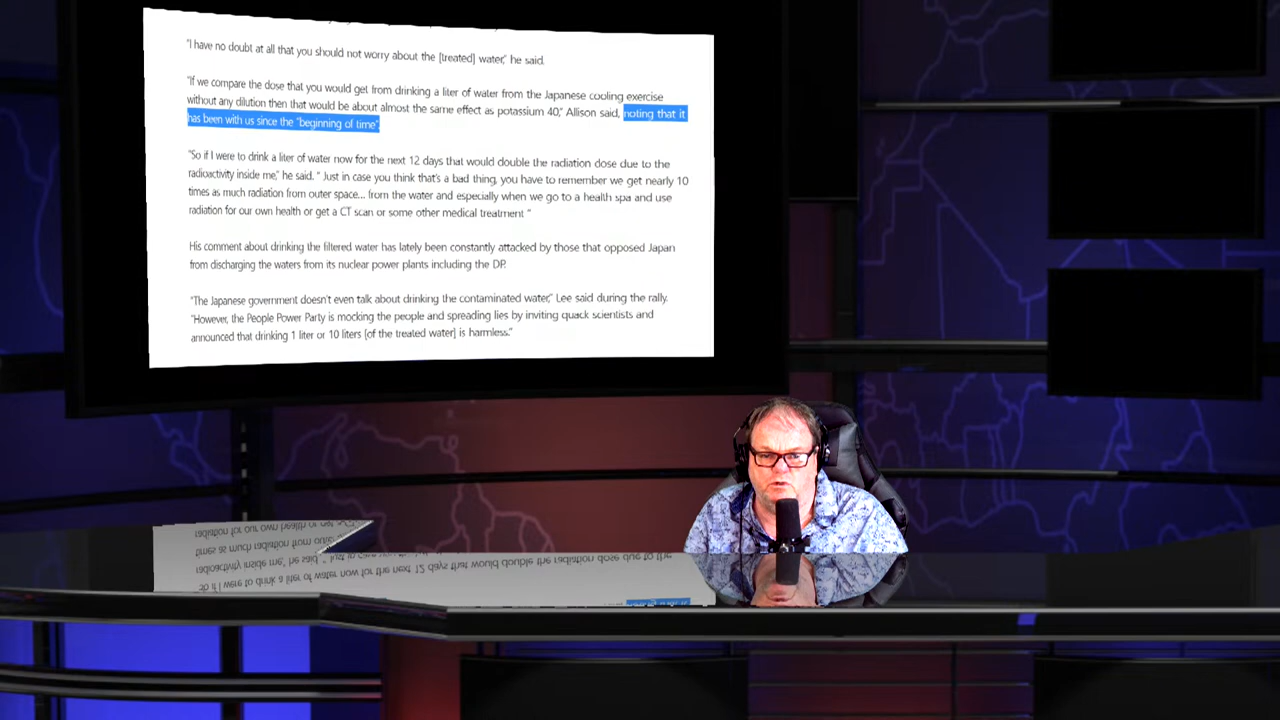 "I have no doubt at all that you should not worry about the [treated] water," he said.
"If we compare the dose that you would get from drinking a liter of water from the Japanese cooling exercise
without any dilution then that would be about almost the same effect as potassium 40," Allison said, noting that it
has been with us since the "beginning of time".
"So if I were to drink a liter of water now for the next 12 days that would double the radiation dose due to the
radioactivity inside me," he said. " Just in case you think that's a bad thing, you have to remember we get nearly 10
times as much radiation from outer space... from the water and especially when we go to a health spa and use
radiation for our own health or get a CT scan or some other medical treatment "
His comment about drinking the filtered water has lately been constantly attacked by those that opposed Japan
from discharging the waters from its nuclear power plants including the DP.
"The Japanese government doesn't even talk about drinking the contaminated water," Lee said during the rally.
"However, the People Power Party is mocking the people and spreading lies by inviting quack scientists and
announced that drinking 1 liter or 10 liters [of the treated water] is harmless."